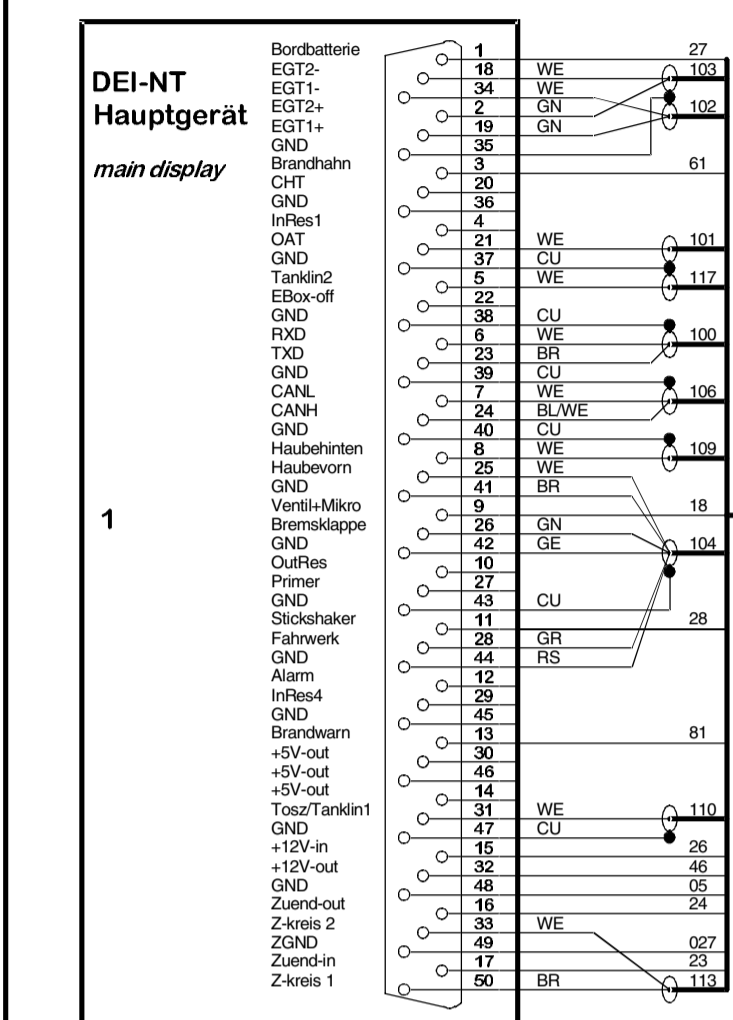 DEI-NT
Hauptgerät
main display
1
Bordbatterie 1 27
EGT2- 18 WE 103
EGT1- 34 WE
EGT2+ 2 GN 102
EGT1+ 19 GN
GND 35
Brandhahn 3 61
CHT 20
GND 36
InRes1 4
OAT 21 WE 101
GND 37 CU
Tanklin2 5 WE 117
EBox-off 22
GND 38 CU
RXD 6 WE 100
TXD 23 BR
GND 39 CU
CANL 7 WE 106
CANH 24 BL/WE
GND 40 CU
Haubehinten 8 WE 109
Haubevorn 25 WE
GND 41 BR
Ventil+Mikro 9 18
Bremsklappe 26 GN
GND 42 GE 104
OutRes 10
Primer 27
GND 43 CU
Stickshaker 11 28
Fahrwerk 28 GR
GND 44 RS
Alarm 12
InRes4 29
GND 45
Brandwarn 13 81
+5V-out 30
+5V-out 46
+5V-out 14
Tosz/Tanklin1 31 WE 110
GND 47 CU
+12V-in 15 26
+12V-out 32 46
GND 48 05
Zuend-out 16 24
Z-kreis 2 33 WE
ZGND 49 027
Zuend-in 17 23
Z-kreis 1 50 BR 113